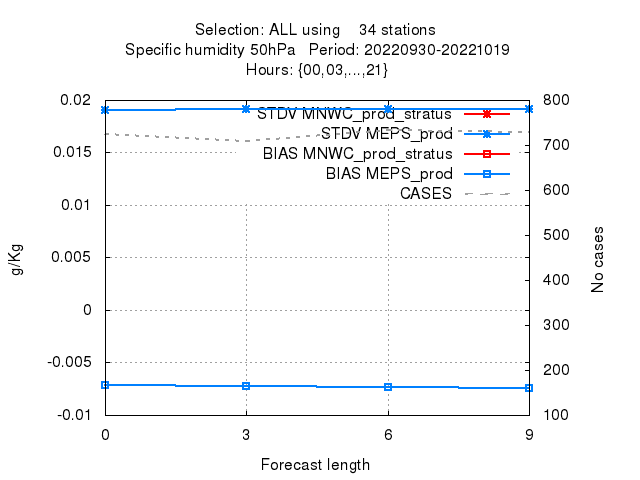 Selection: ALL using    34 stations
Specific humidity 50hPa   Period: 20220930-20221019
Hours: {00,03,...,21}
0.02
0.015
0.01
0.005
0
-0.005
-0.01
g/Kg
STDV MNWC_prod_stratus
STDV MEPS_prod
BIAS MNWC_prod_stratus
BIAS MEPS_prod
CASES
800
700
600
500
400
300
200
100
No cases
0 3 6 9
Forecast length